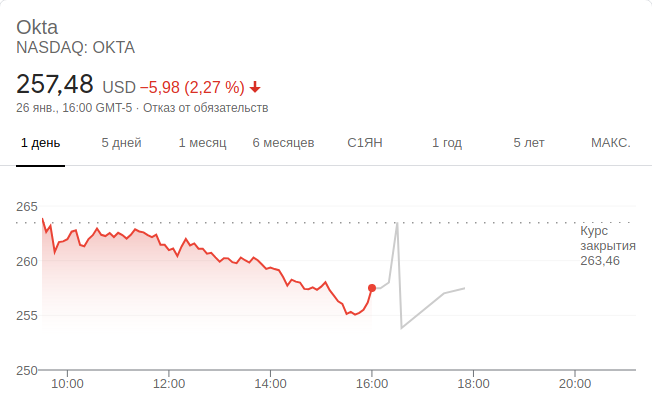 Okta
NASDAQ: OKTA
257,48 USD −5,98 (2,27 %)
26 янв., 16:00 GMT-5 · Отказ от обязательств
1 день 5 дней 1 месяц 6 месяцев С1ЯН 1 год 5 лет МАКС.
265
Курс
закрытия
263,46
260
255
250
10:00 12:00 14:00 16:00 18:00 20:00